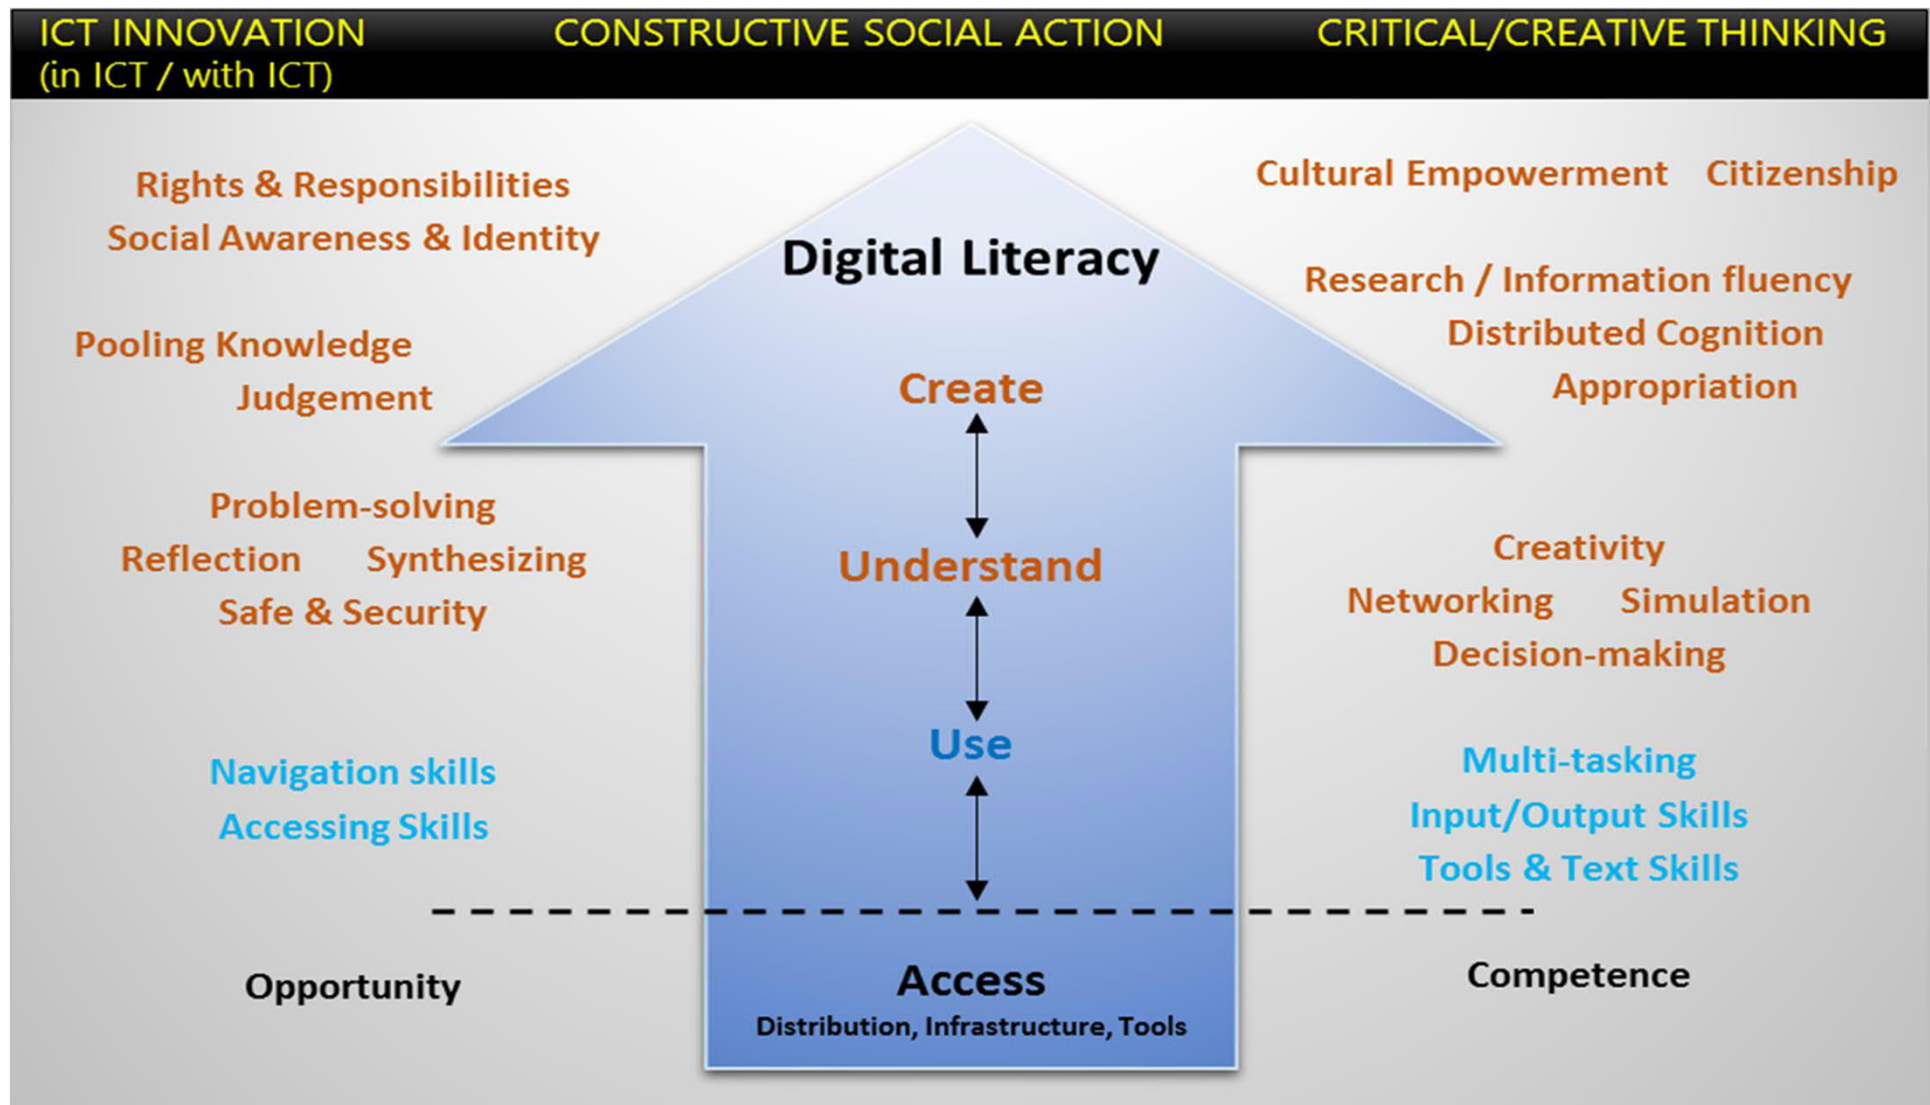 ICT INNOVATION
(in ICT / with ICT)
CONSTRUCTIVE SOCIAL ACTION
CRITICAL/CREATIVE THINKING
Rights & Responsibilities
Social Awareness & Identity
Pooling Knowledge
Judgement
Problem-solving
Reflection Synthesizing
Safe & Security
Navigation skills
Accessing Skills
Opportunity
Digital Literacy
Create
Understand
Use
Access
Distribution, Infrastructure, Tools
Cultural Empowerment Citizenship
Research / Information fluency
Distributed Cognition
Appropriation
Creativity
Networking Simulation
Decision-making
Multi-tasking
Input/Output Skills
Tools & Text Skills
Competence